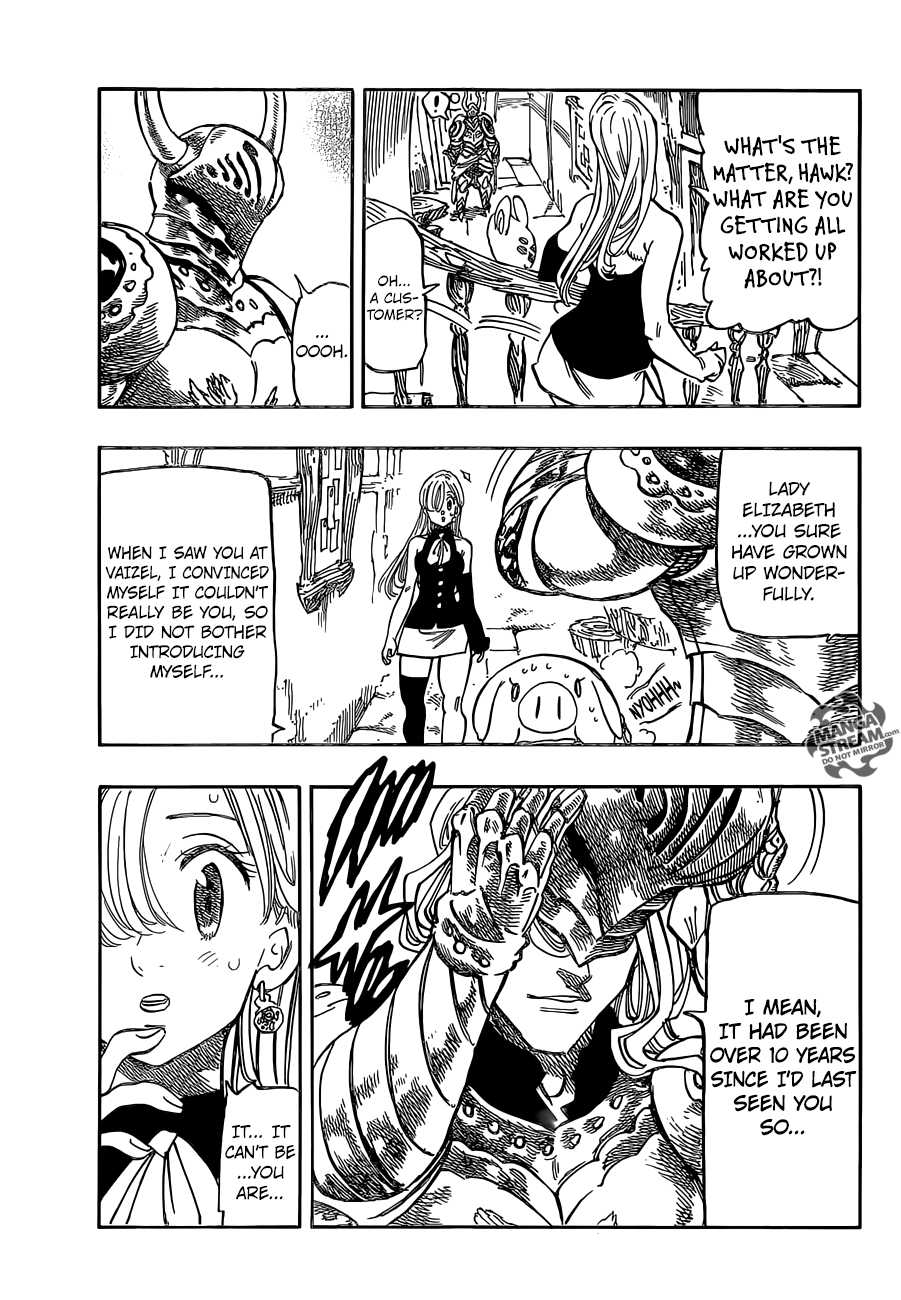 WHAT'S THE
MATTER, HAWK?
WHAT ARE YOU
GETTING ALL
WORKED UP
ABOUT?!
!
OH...
A CUS-
TOMER?
...
OOOH.
LADY
ELIZABETH
...YOU SURE
HAVE GROWN
UP WONDER-
FULLY.
NYOHHH
WHEN I SAW YOU AT
VAIZEL, I CONVINCED
MYSELF IT COULDN'T
REALLY BE YOU, SO
I DID NOT BOTHER
INTRODUCING
MYSELF...
MANGA
STREAM.com
DO NOT MIRROR
I MEAN,
IT HAD BEEN
OVER 10 YEARS
SINCE I'D LAST
SEEN YOU
SO...
IT... IT
CAN'T BE
...YOU
ARE...